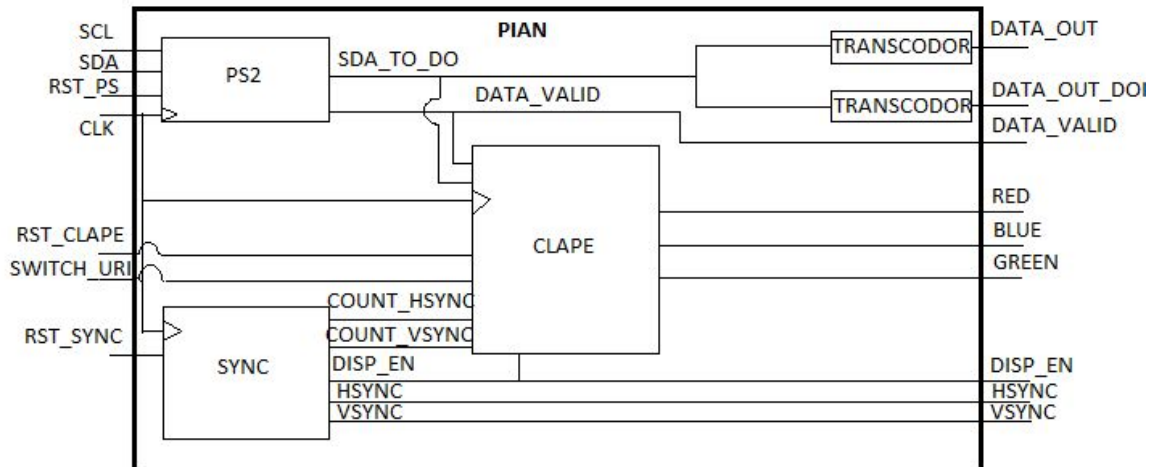 PIAN
SCL
SDA
RST_PS
CLK
PS2
SDA_TO_DO
DATA_VALID
TRANSCODOR
TRANSCODOR
DATA_OUT
DATA_OUT_DOI
DATA_VALID
CLAPE
RED
BLUE
GREEN
RST_CLAPE
SWITCH_URI
RST_SYNC
SYNC
COUNT_HSYNC
COUNT_VSYNC
DISP_EN
HSYNC
VSYNC
DISP_EN
HSYNC
VSYNC